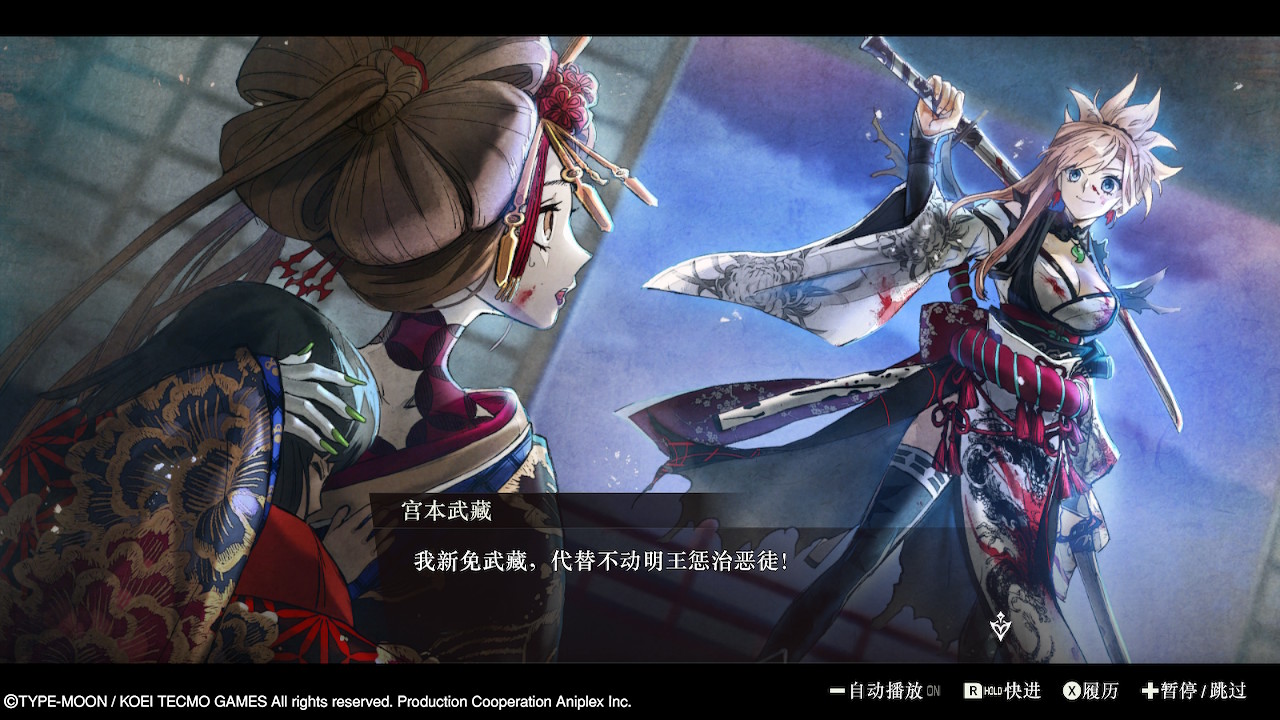 宫本武藏
我新免武藏，代替不动明王惩治恶徒！
自动播放 ON
R HOLD 快进
X 履历
暂停 / 跳过
©TYPE-MOON / KOEI TECMO GAMES All rights reserved. Production Cooperation Aniplex Inc.